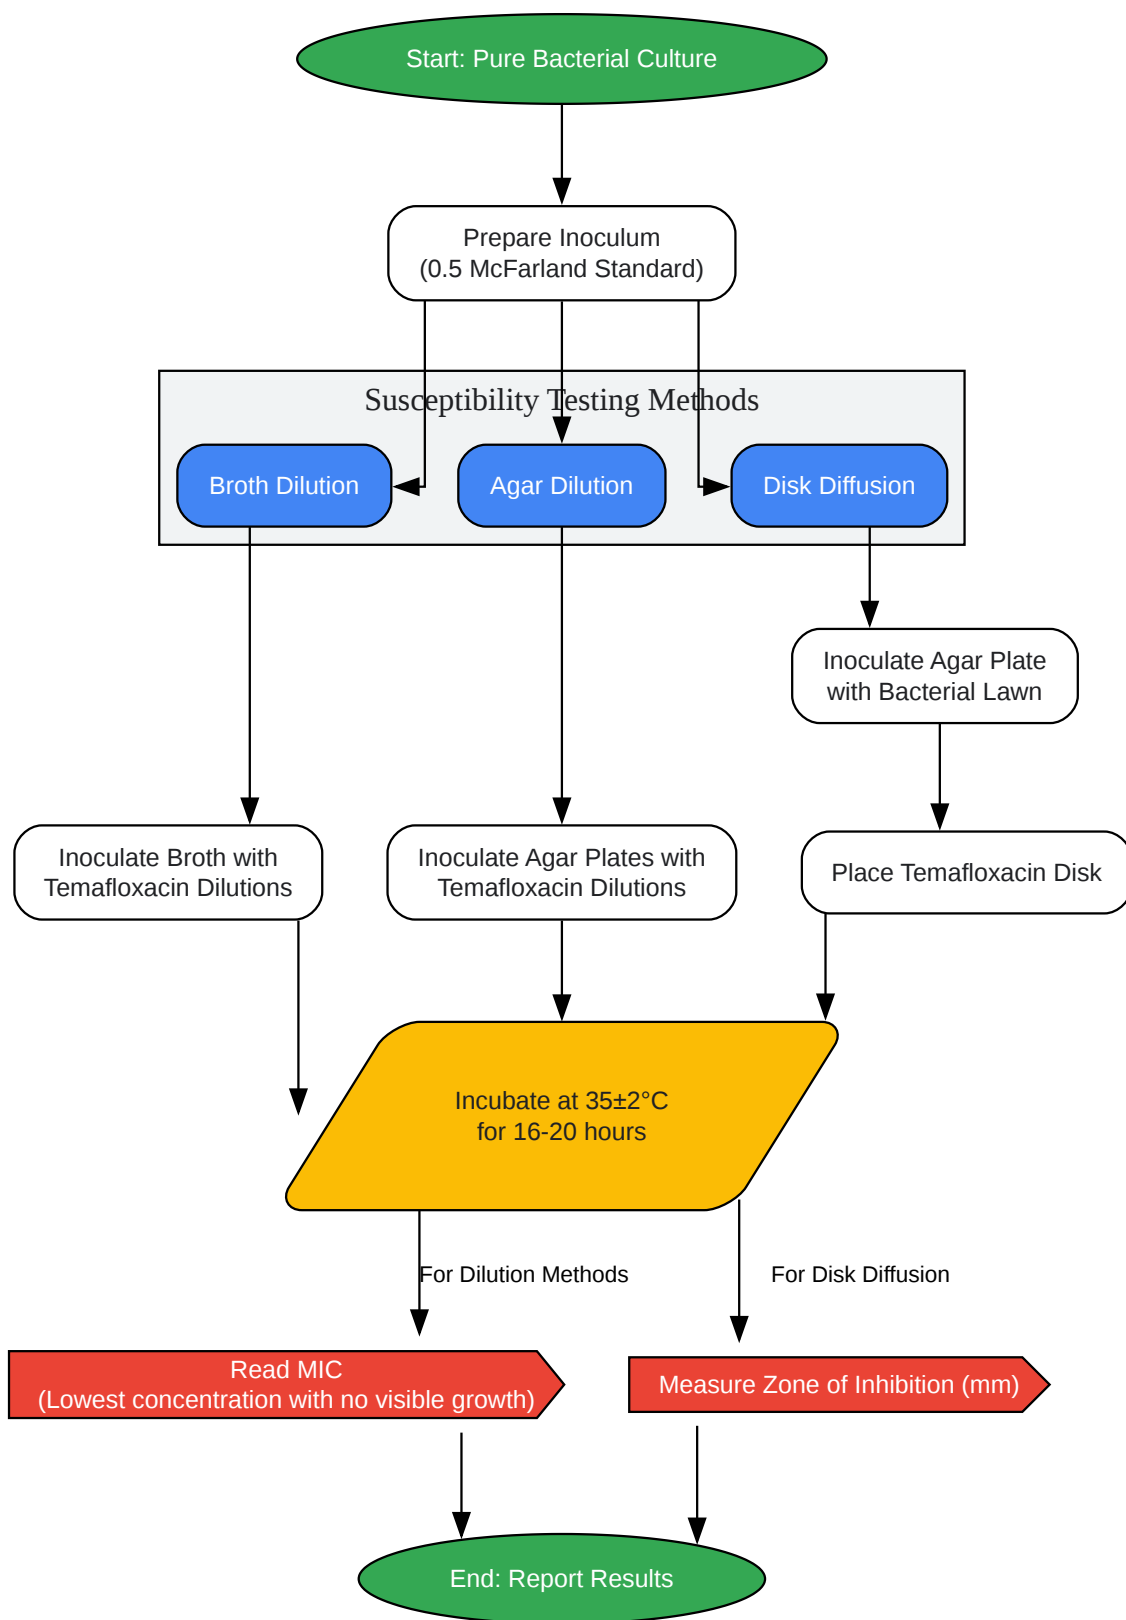 Start: Pure Bacterial Culture
Prepare Inoculum
(0.5 McFarland Standard)
Susceptibility Testing Methods
Broth Dilution
Agar Dilution
Disk Diffusion
Inoculate Agar Plate
with Bacterial Lawn
Inoculate Broth with
Temafloxacin Dilutions
Inoculate Agar Plates with
Temafloxacin Dilutions
Place Temafloxacin Disk
Incubate at 35±2°C
for 16-20 hours
For Dilution Methods
For Disk Diffusion
Read MIC
(Lowest concentration with no visible growth)
Measure Zone of Inhibition (mm)
End: Report Results